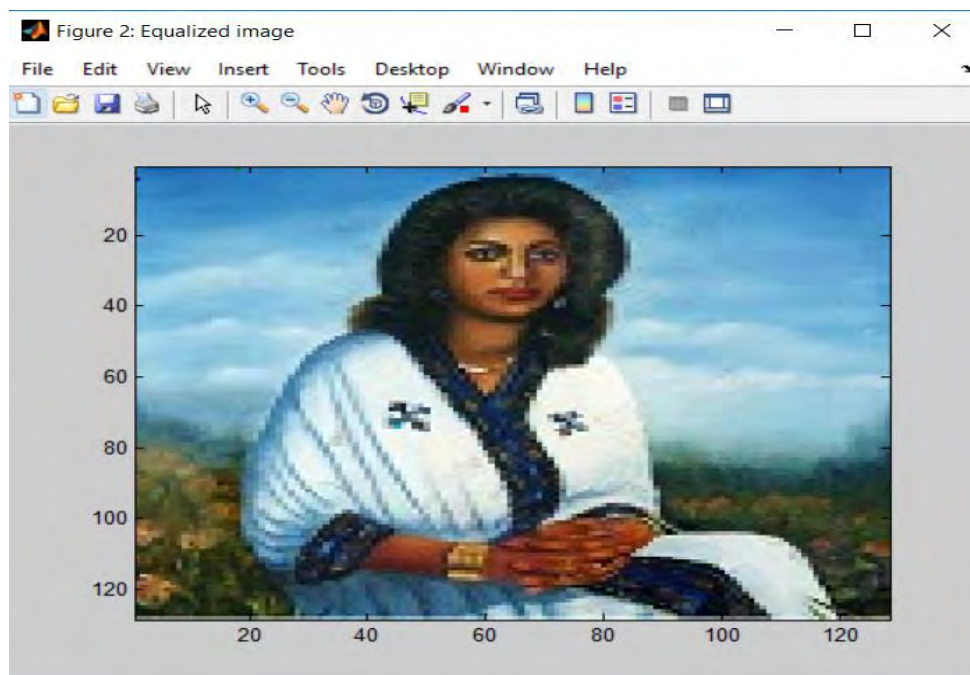 Figure 2: Equalized image
File Edit View Insert Tools Desktop Window Help
20
40
60
80
100
120
20 40 60 80 100 120